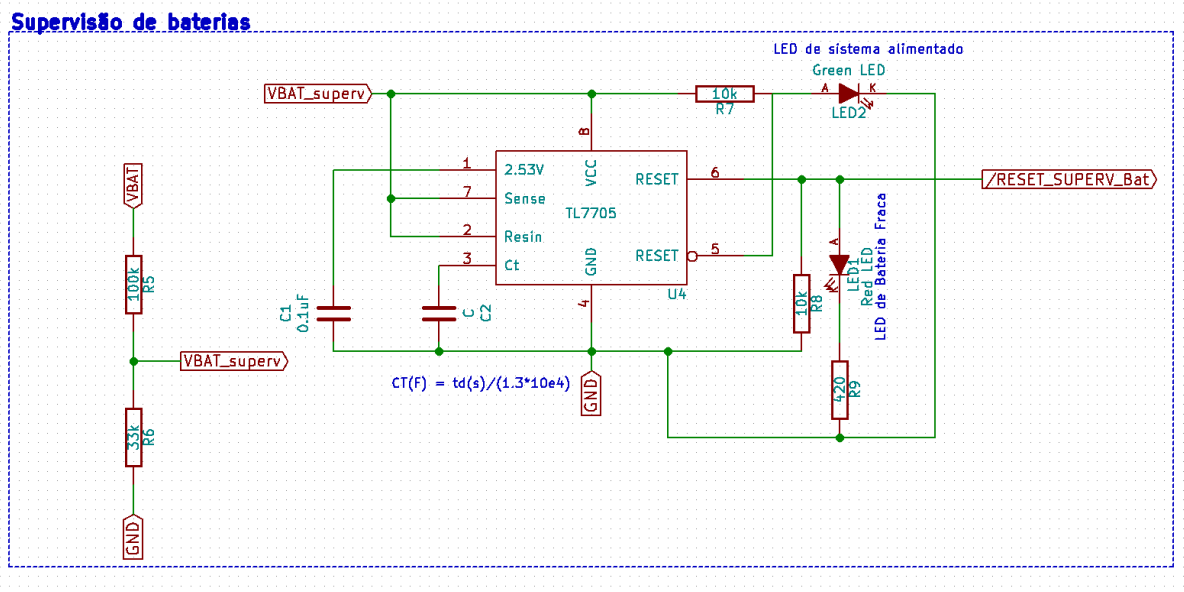 Supervisão de baterias
LED de sistema alimentado
Green LED
VBAT_superv
10k
R7
A
K
LED2
8
VBAT
1
2.53V
VCC
RESET
6
/RESET_SUPERV_Bat
7
Sense
TL7705
2
Resin
3
Ct
GND
RESET
5
4
U4
100k
R5
C1
0.1uF
C
C2
10k
R8
A
K
LED1
Red LED
LED de Bateria Fraca
VBAT_superv
CT(F) = td(s)/(1.3*10e4)
GND
420
R9
33k
R6
GND